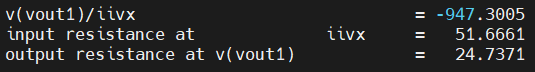 v(vout1)/iivx = -947.3005
input resistance at iivx = 51.6661
output resistance at v(vout1) = 24.7371